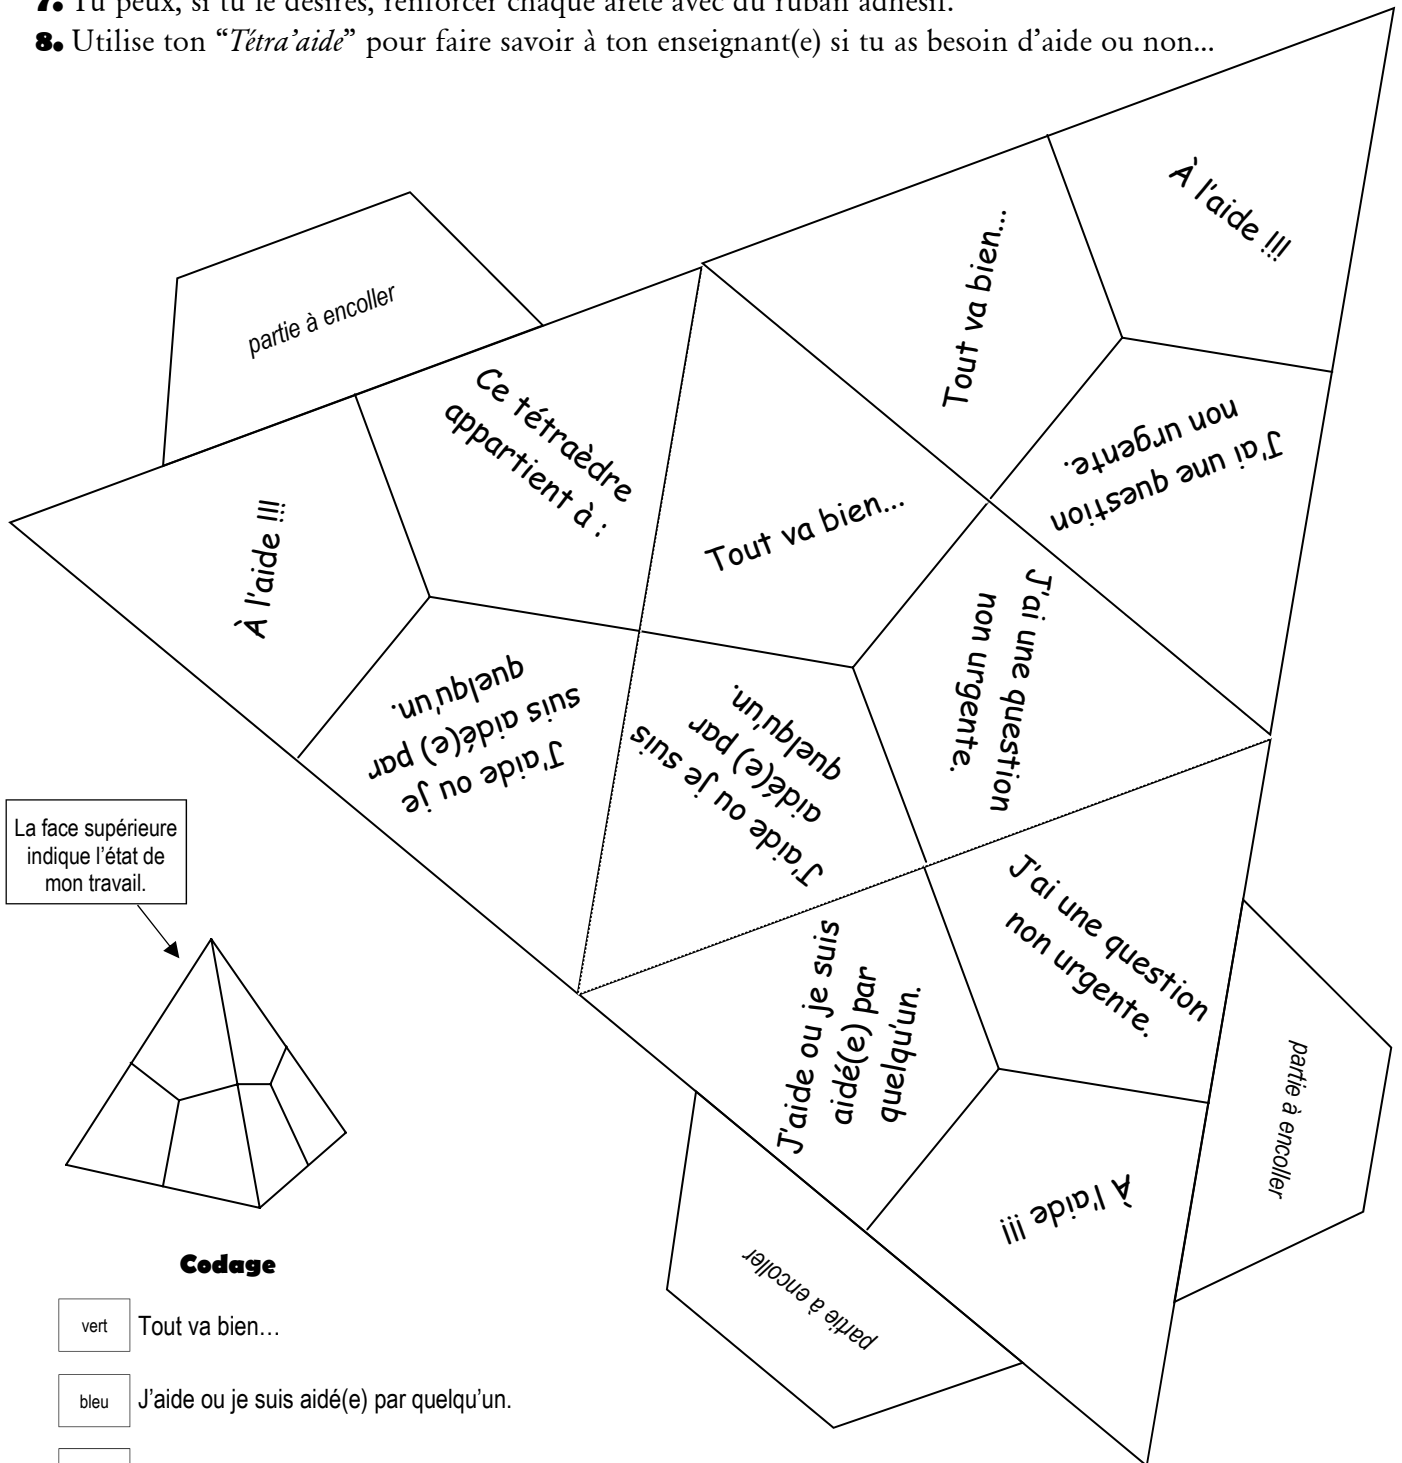 7. Tu peux, si tu le désires, renforcer chaque arête avec du ruban adhésif.
8. Utilise ton “Tétra’aide” pour faire savoir à ton enseignant(e) si tu as besoin d’aide ou non...
À l'aide !!!
Tout va bien...
partie à encoller
J'ai une question
non urgente.
Ce tétraèdre
appartient à :
Tout va bien...
À l'aide !!!
J'ai une question
non urgente.
J'aide ou je
suis aidé(e) par
quelqu'un.
J'aide ou je suis
aidé(e) par
quelqu'un.
La face supérieure
indique l’état de
mon travail.
J'ai une question
non urgente.
J'aide ou je suis
aidé(e) par
quelqu'un.
partie à encoller
À l'aide !!!
partie à encoller
Codage
vert Tout va bien…
bleu J’aide ou je suis aidé(e) par quelqu’un.